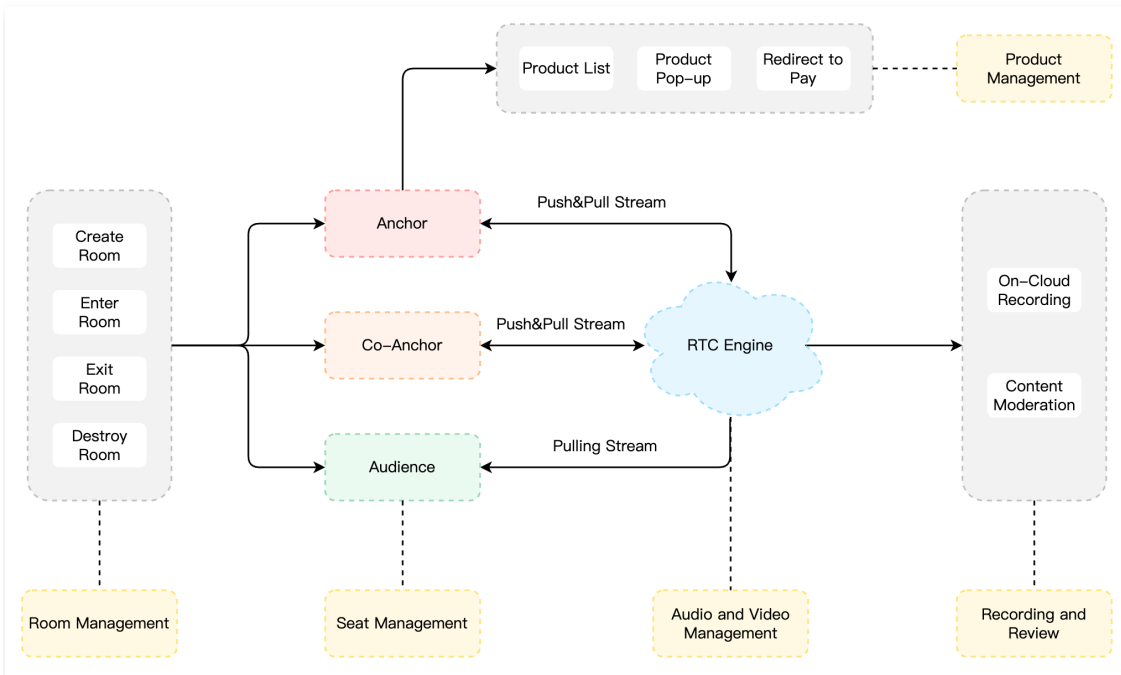 Product List
Product
Pop-up
Redirect to
Pay
Product
Management
Create
Room
Enter
Room
Exit
Room
Destroy
Room
Anchor
Push&Pull Stream
Co-Anchor
Push&Pull Stream
RTC Engine
Audience
Pulling Stream
On-Cloud
Recording
Content
Moderation
Room Management
Seat Management
Audio and Video
Management
Recording and
Review